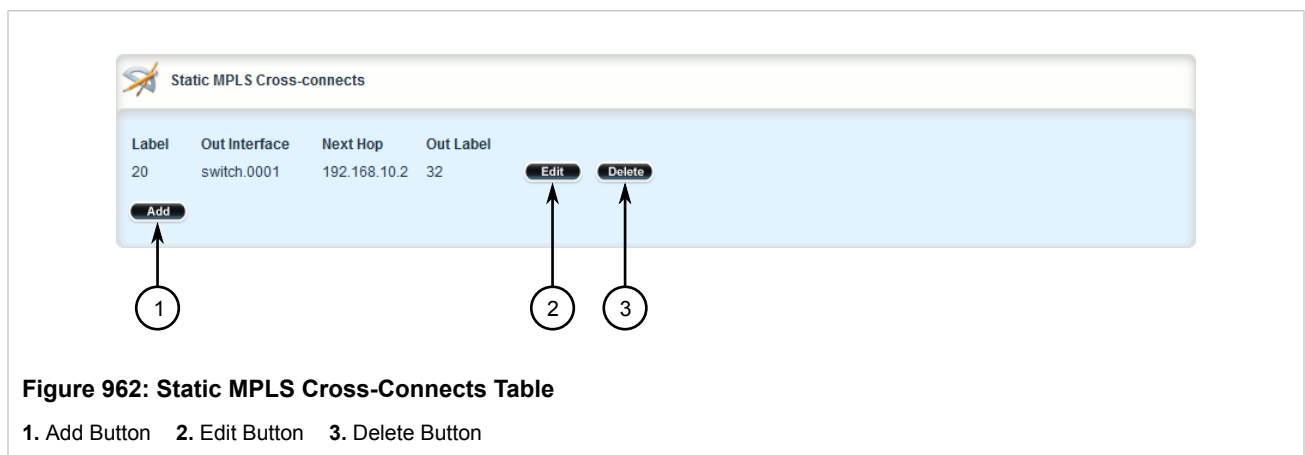 Static MPLS Cross-connects
Label Out Interface Next Hop Out Label
20 switch.0001 192.168.10.2 32 Edit Delete
Add
1 2 3
Figure 962: Static MPLS Cross-Connects Table
1. Add Button 2. Edit Button 3. Delete Button